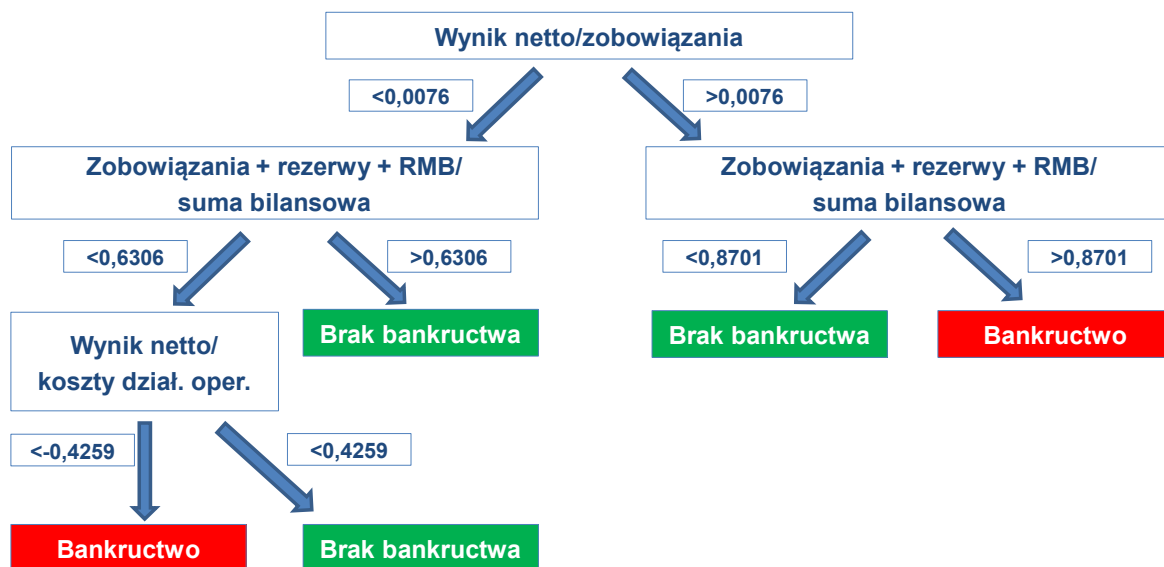 Wynik netto/zobowiązania
<0,0076
>0,0076
Zobowiązania + rezerwy + RMB/
suma bilansowa
Zobowiązania + rezerwy + RMB/
suma bilansowa
<0,6306
>0,6306
<0,8701
>0,8701
Wynik netto/
koszty dział. oper.
Brak bankructwa
Brak bankructwa
Bankructwo
<-0,4259
<0,4259
Bankructwo
Brak bankructwa